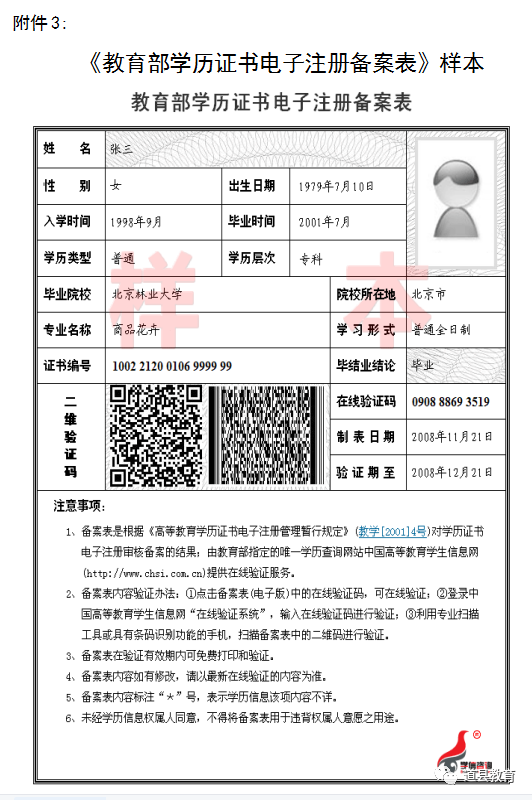 附件3：
《教育部学历证书电子注册备案表》样本
教育部学历证书电子注册备案表
姓 名 张三
性 别 女 出生日期 1979年7月10日
入学时间 1998年9月 毕业时间 2001年7月
学历类型 普通 学历层次 专科
样本
毕业院校 北京林业大学 院校所在地 北京市
专业名称 商品花卉 学习形式 普通全日制
证书编号 1002 2120 0106 9999 99 毕结业结论 毕业
二维验证码 在线验证码 0908 8869 3519
制表日期 2008年11月21日
验证期至 2008年12月21日
注意事项：
1、备案表是根据《高等教育学历证书电子注册管理暂行规定》(教学[2001]4号)对学历证书
电子注册审核备案的结果；由教育部指定的唯一学历查询网站中国高等教育学生信息网
(http://www.chsi.com.cn)提供在线验证服务。
2、备案表内容验证办法：①点击备案表(电子版)中的在线验证码，可在线验证；②登录中
国高等教育学生信息网“在线验证系统”，输入在线验证码进行验证；③利用专业扫描
工具或具有条码识别功能的手机，扫描备案表中的二维码进行验证。
3、备案表在验证有效期内可免费打印和验证。
4、备案表内容如有修改，请以最新在线验证的内容为准。
5、备案表内容标注“＊”号，表示学历信息该项内容不详。
6、未经学历信息权属人同意，不得将备案表用于违背权属人意愿之用途。
学信咨询
道县教育